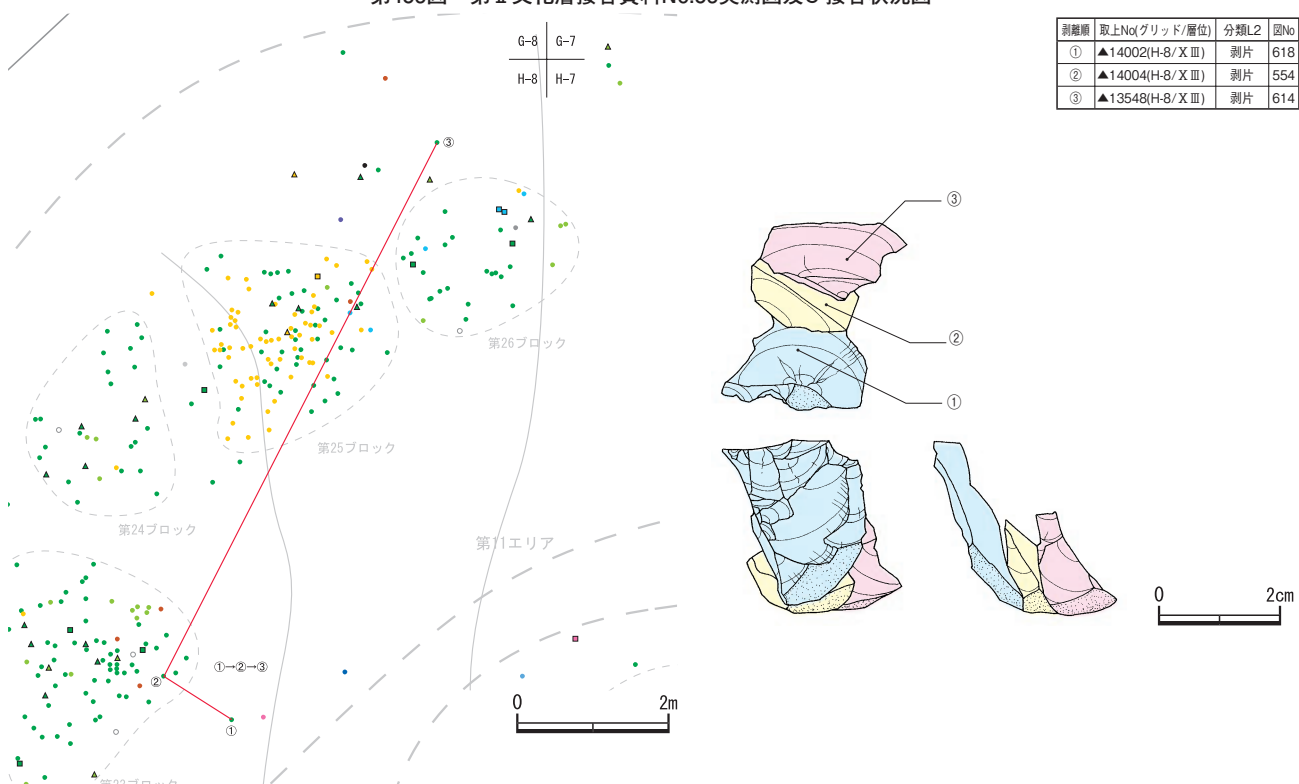 G-8 G-7
H-8 H-7
剥離順 取上No(グリッド/層位) 分類L2 図No
① ▲14002(H-8/ⅩⅢ) 剥片 618
② ▲14004(H-8/ⅩⅢ) 剥片 554
③ ▲13548(H-8/ⅩⅢ) 剥片 614
③
第26ブロック
第25ブロック
第24ブロック
第11エリア
①→②→③
②
①
0 2m
③
②
①
0 2cm